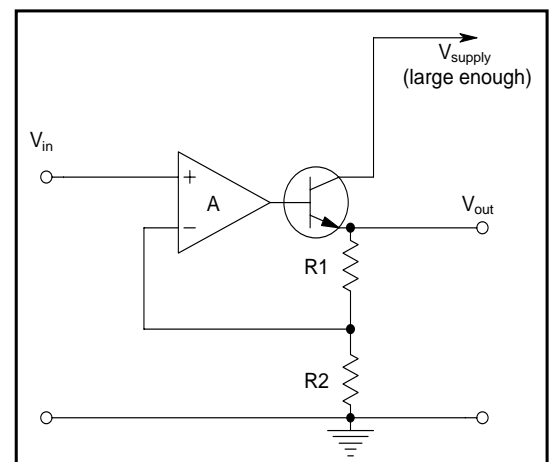 V_supply
(large enough)
V_in
+
A
−
V_out
R1
R2